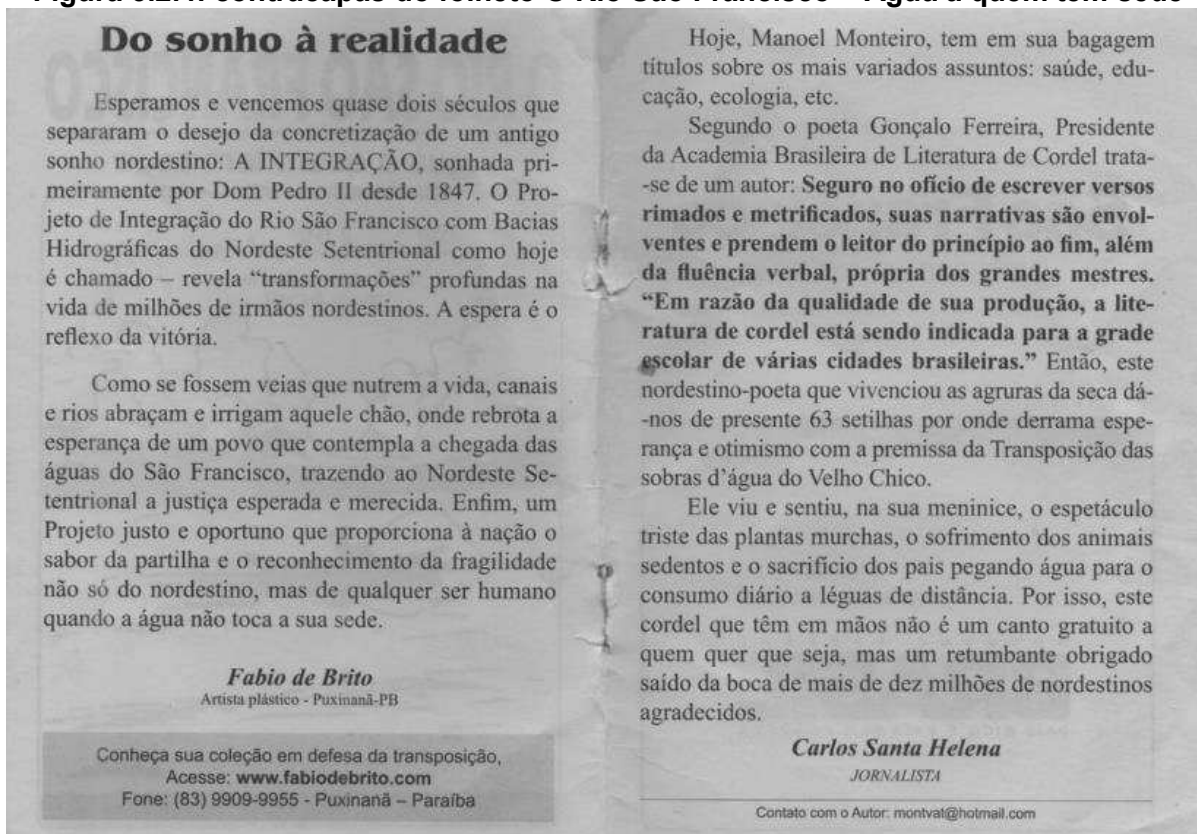 Do sonho à realidade
Esperamos e vencemos quase dois séculos que
separaram o desejo da concretização de um antigo
sonho nordestino: A INTEGRAÇÃO, sonhada pri-
meiramente por Dom Pedro II desde 1847. O Pro-
jeto de Integração do Rio São Francisco com Bacias
Hidrográficas do Nordeste Setentrional como hoje
é chamado – revela “transformações” profundas na
vida de milhões de irmãos nordestinos. A espera é o
reflexo da vitória.
Como se fossem veias que nutrem a vida, canais
e rios abraçam e irrigam aquele chão, onde rebrota a
esperança de um povo que contempla a chegada das
águas do São Francisco, trazendo ao Nordeste Se-
tentrional a justiça esperada e merecida. Enfim, um
Projeto justo e oportuno que proporciona à nação o
sabor da partilha e o reconhecimento da fragilidade
não só do nordestino, mas de qualquer ser humano
quando a água não toca a sua sede.
Fabio de Brito
Artista plástico - Puxinanã-PB
Conheça sua coleção em defesa da transposição,
Acesse: www.fabiodebrito.com
Fone: (83) 9909-9955 - Puxinanã – Paraíba
Hoje, Manoel Monteiro, tem em sua bagagem
títulos sobre os mais variados assuntos: saúde, edu-
cação, ecologia, etc.
Segundo o poeta Gonçalo Ferreira, Presidente
da Academia Brasileira de Literatura de Cordel trata-
-se de um autor: Seguro no ofício de escrever versos
rimados e metrificados, suas narrativas são envol-
ventes e prendem o leitor do princípio ao fim, além
da fluência verbal, própria dos grandes mestres.
“Em razão da qualidade de sua produção, a lite-
ratura de cordel está sendo indicada para a grade
escolar de várias cidades brasileiras.” Então, este
nordestino-poeta que vivenciou as agruras da seca dá-
-nos de presente 63 setilhas por onde derrama espe-
rança e otimismo com a premissa da Transposição das
sobras d’água do Velho Chico.
Ele viu e sentiu, na sua meninice, o espetáculo
triste das plantas murchas, o sofrimento dos animais
sedentos e o sacrifício dos pais pegando água para o
consumo diário a léguas de distância. Por isso, este
cordel que têm em mãos não é um canto gratuito a
quem quer que seja, mas um retumbante obrigado
saído da boca de mais de dez milhões de nordestinos
agradecidos.
Carlos Santa Helena
JORNALISTA
Contato com o Autor: montvat@hotmail.com